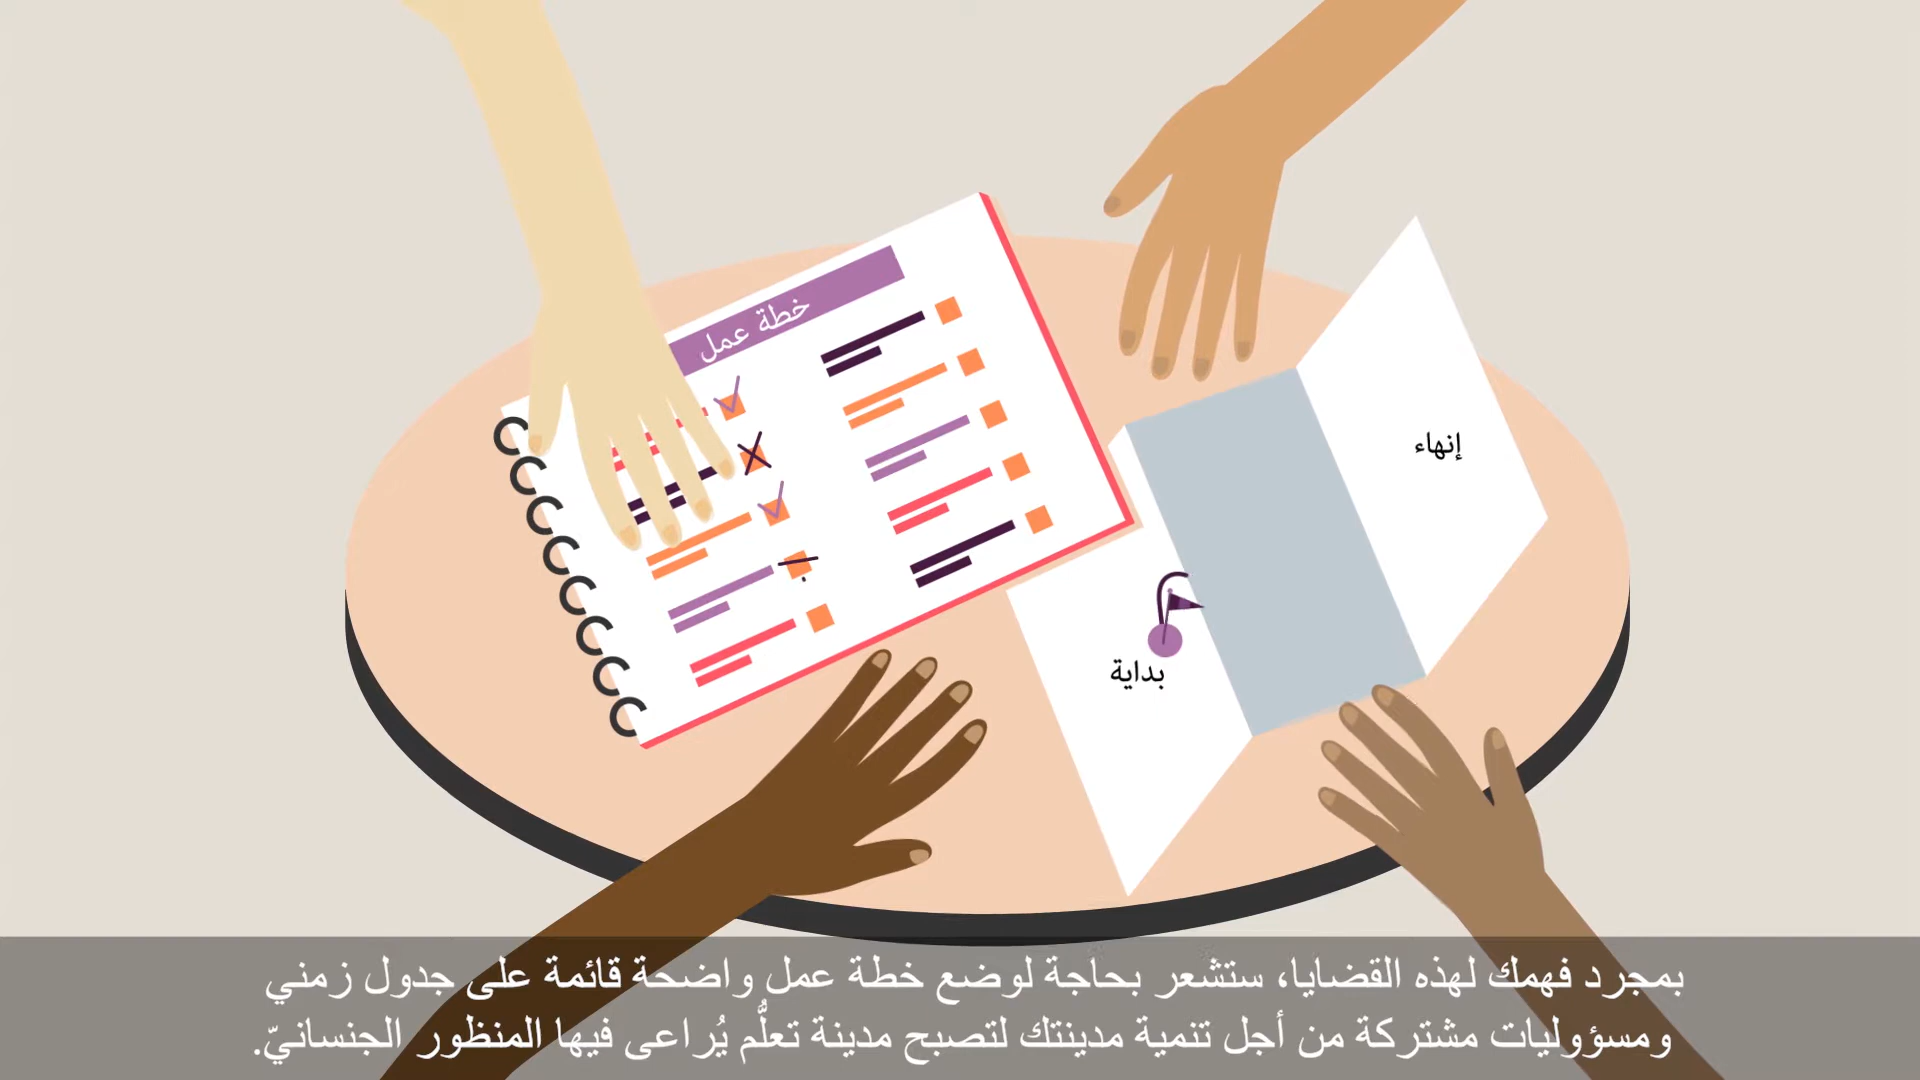 خطة عمل
إنهاء
بداية
بمجرد فهمك لهذه القضايا، ستشعر بحاجة لوضع خطة عمل واضحة قائمة على جدول زمني
ومسؤوليات مشتركة من أجل تنمية مدينتك لتصبح مدينة تعلُّم يُراعى فيها المنظور الجنسانيّ.